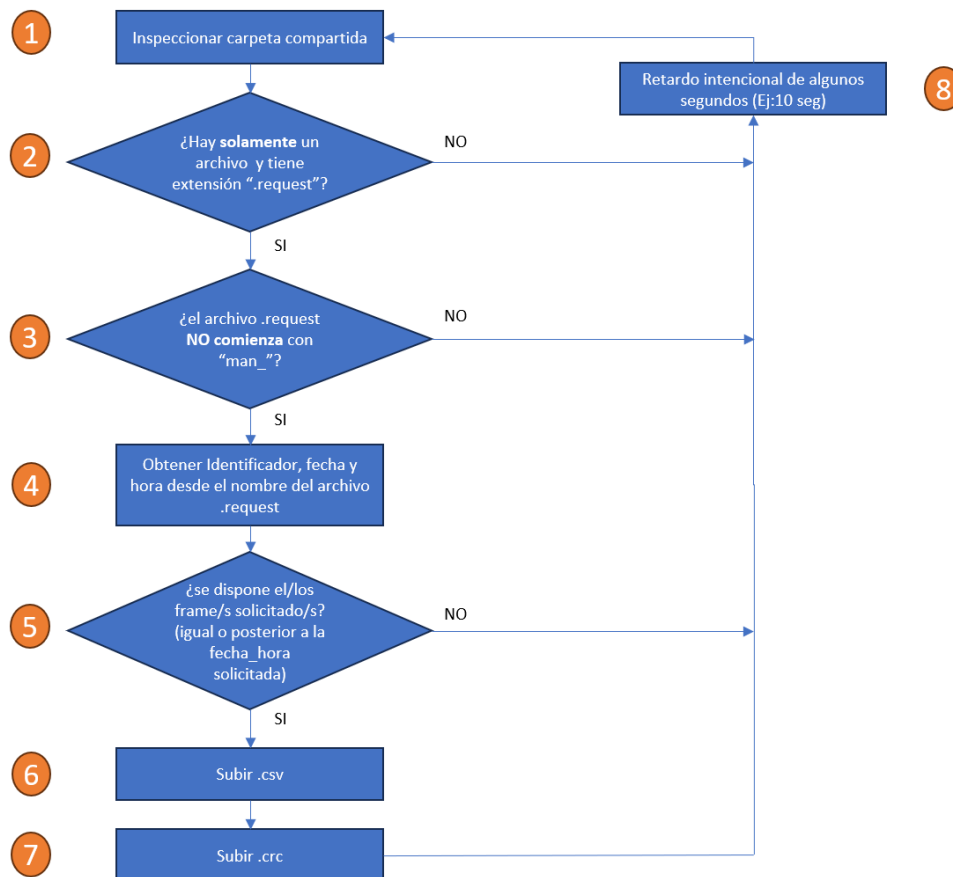 1
Inspeccionar carpeta compartida
8
Retardo intencional de algunos
segundos (Ej:10 seg)
2
¿Hay solamente un
archivo y tiene
extensión “.request”?
NO
SI
3
¿el archivo .request
NO comienza con
“man_”?
NO
SI
4
Obtener Identificador, fecha y
hora desde el nombre del archivo
.request
5
¿se dispone el/los
frame/s solicitado/s?
(igual o posterior a la
fecha_hora
solicitada)
NO
SI
6
Subir .csv
7
Subir .crc